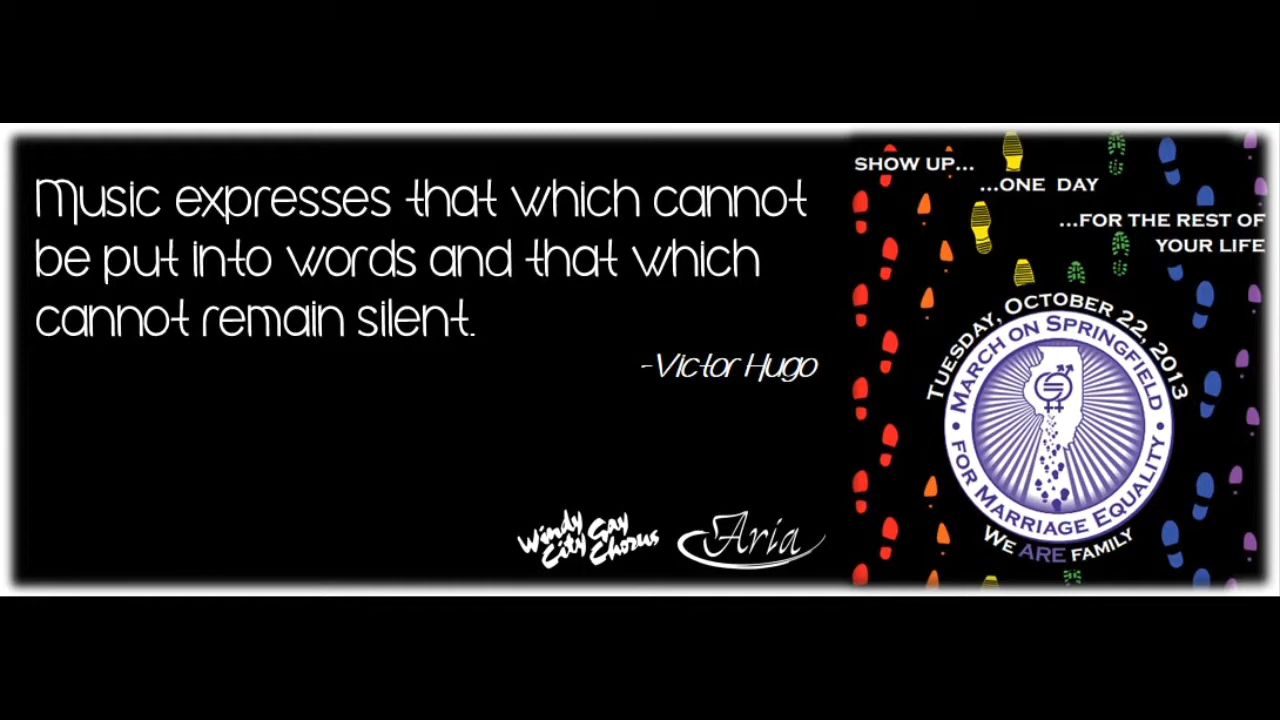 Music expresses that which cannot
be put into words and that which
cannot remain silent.
-Victor Hugo
Windy City Gay Chorus
Aria
SHOW UP...
...ONE DAY
...FOR THE REST OF
YOUR LIFE
TUESDAY, OCTOBER 22, 2013
MARCH ON SPRINGFIELD
FOR MARRIAGE EQUALITY
WE ARE FAMILY